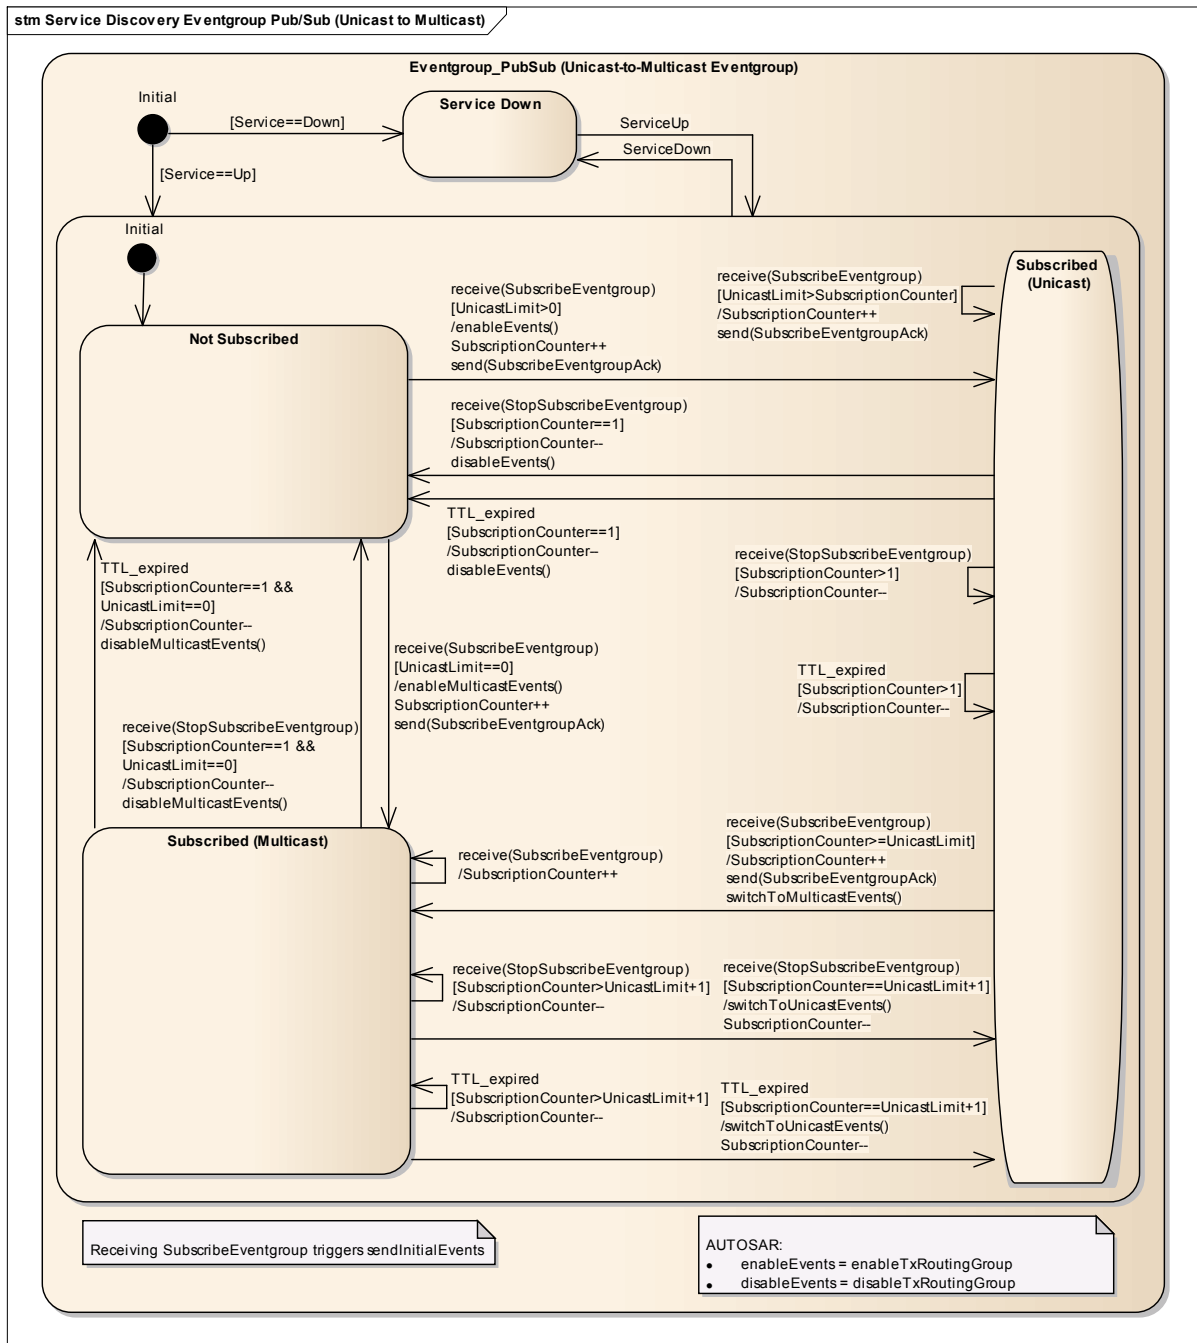 stm Service Discovery Eventgroup Pub/Sub (Unicast to Multicast)
Eventgroup_PubSub (Unicast-to-Multicast Eventgroup)
Initial
[Service==Down]
Service Down
ServiceUp
ServiceDown
[Service==Up]
Initial
Not Subscribed
receive(SubscribeEventgroup)
[UnicastLimit>0]
/enableEvents()
SubscriptionCounter++
send(SubscribeEventgroupAck)
receive(SubscribeEventgroup)
[UnicastLimit>SubscriptionCounter]
/SubscriptionCounter++
send(SubscribeEventgroupAck)
Subscribed
(Unicast)
receive(StopSubscribeEventgroup)
[SubscriptionCounter==1]
/SubscriptionCounter--
disableEvents()
TTL_expired
[SubscriptionCounter==1]
/SubscriptionCounter--
disableEvents()
receive(StopSubscribeEventgroup)
[SubscriptionCounter>1]
/SubscriptionCounter--
TTL_expired
[SubscriptionCounter==1 &&
UnicastLimit==0]
/SubscriptionCounter--
disableMulticastEvents()
receive(SubscribeEventgroup)
[UnicastLimit==0]
/enableMulticastEvents()
SubscriptionCounter++
send(SubscribeEventgroupAck)
TTL_expired
[SubscriptionCounter>1]
/SubscriptionCounter--
receive(StopSubscribeEventgroup)
[SubscriptionCounter==1 &&
UnicastLimit==0]
/SubscriptionCounter--
disableMulticastEvents()
Subscribed (Multicast)
receive(SubscribeEventgroup)
/SubscriptionCounter++
receive(SubscribeEventgroup)
[SubscriptionCounter>=UnicastLimit]
/SubscriptionCounter++
send(SubscribeEventgroupAck)
switchToMulticastEvents()
receive(StopSubscribeEventgroup)
[SubscriptionCounter>UnicastLimit+1]
/SubscriptionCounter--
receive(StopSubscribeEventgroup)
[SubscriptionCounter==UnicastLimit+1]
/switchToUnicastEvents()
SubscriptionCounter--
TTL_expired
[SubscriptionCounter>UnicastLimit+1]
/SubscriptionCounter--
TTL_expired
[SubscriptionCounter==UnicastLimit+1]
/switchToUnicastEvents()
SubscriptionCounter--
Receiving SubscribeEventgroup triggers sendInitialEvents
AUTOSAR:
• enableEvents = enableTxRoutingGroup
• disableEvents = disableTxRoutingGroup